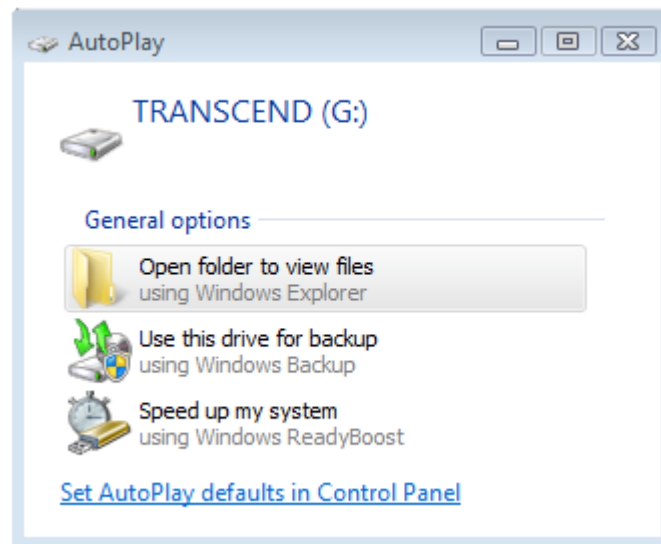 AutoPlay
TRANSCEND (G:)
General options
Open folder to view files
using Windows Explorer
Use this drive for backup
using Windows Backup
Speed up my system
using Windows ReadyBoost
Set AutoPlay defaults in Control Panel